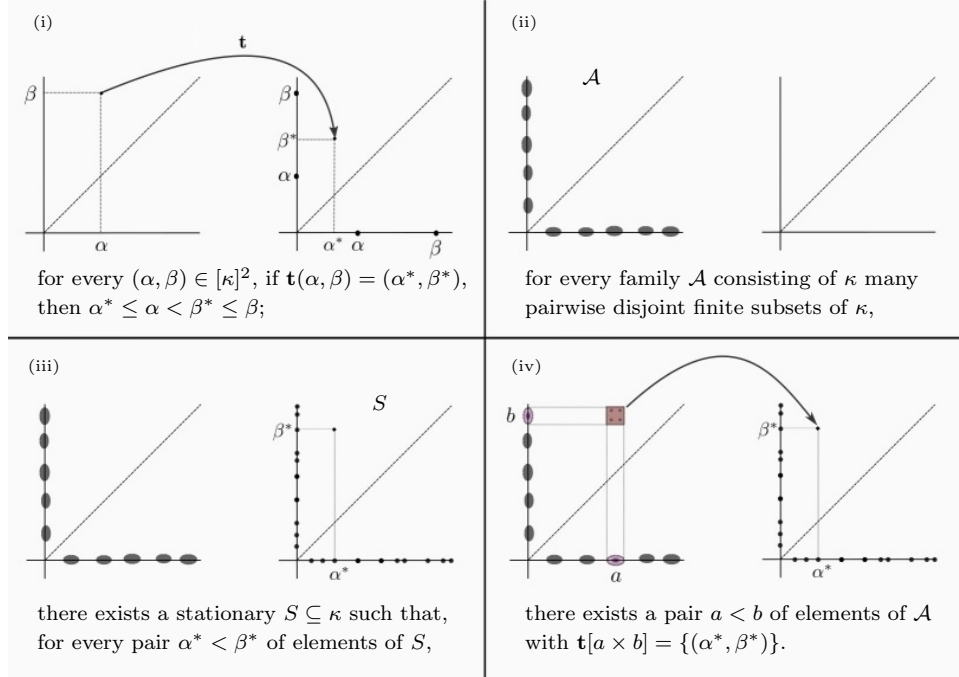 (i)
t
β
α
β
β*
α
α* α
β
for every (α, β) ∈ [κ]², if t(α, β) = (α*, β*),
then α* ≤ α < β* ≤ β;
(ii)
𝒜
for every family 𝒜 consisting of κ many
pairwise disjoint finite subsets of κ,
(iii)
S
β*
α*
there exists a stationary S ⊆ κ such that,
for every pair α* < β* of elements of S,
(iv)
b
a
β*
α*
there exists a pair a < b of elements of 𝒜
with t[a × b] = {(α*, β*)}.